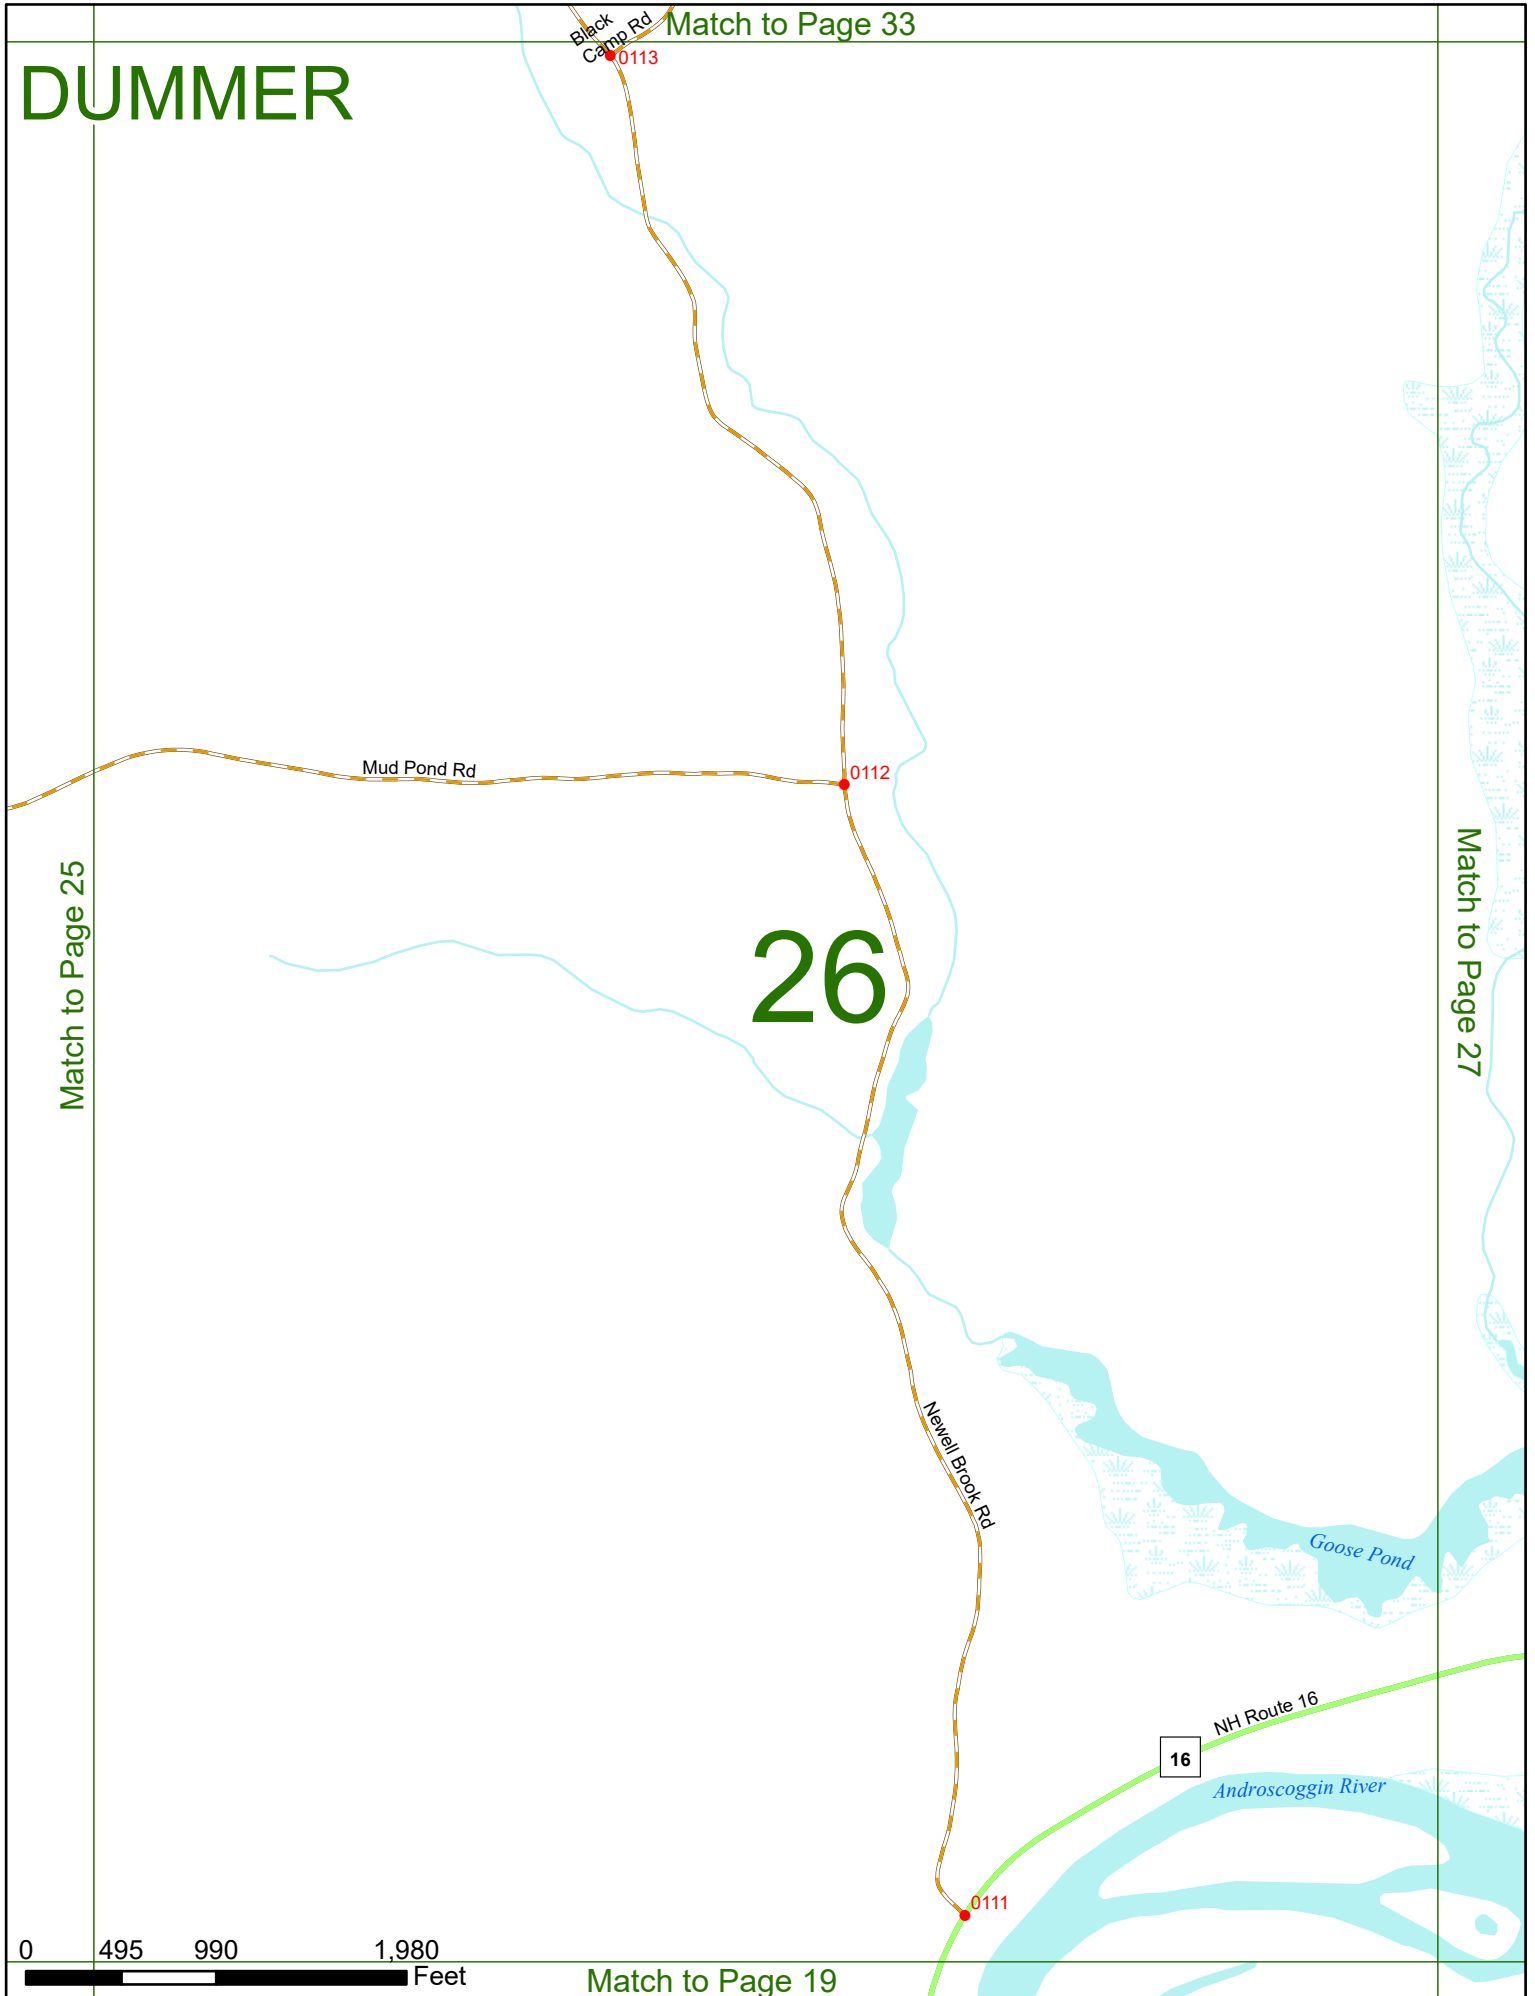 Match to Page 33
Black
Camp Rd
0113
DUMMER
Mud Pond Rd
0112
Match to Page 25
26
Match to Page 27
Newell Brook Rd
Goose Pond
NH Route 16
16
Androscoggin River
0111
0 495 990 1,980
Feet
Match to Page 19